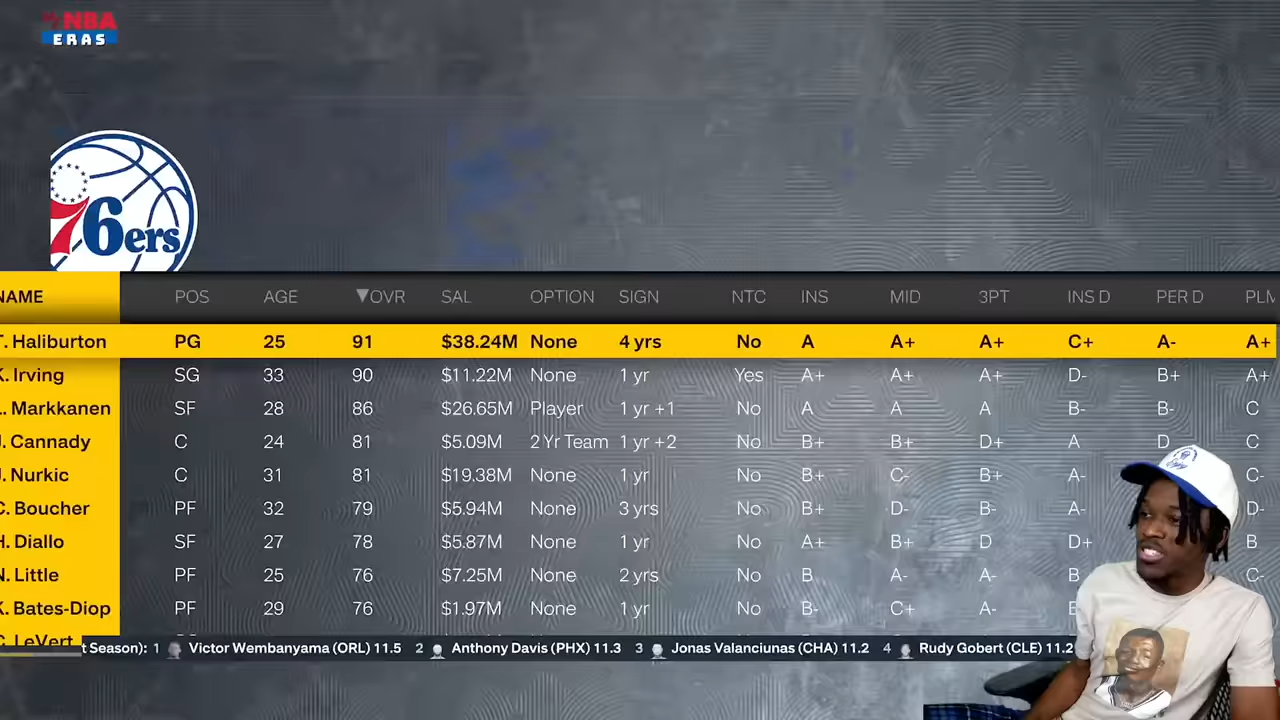 NBA
ERAS
76ers
NAME POS AGE ▼OVR SAL OPTION SIGN NTC INS MID 3PT INS D PER D PLM
T. Haliburton PG 25 91 $38.24M None 4 yrs No A A+ A+ C+ A- A+
K. Irving SG 33 90 $11.22M None 1 yr Yes A+ A+ A+ D- B+ A+
L. Markkanen SF 28 86 $26.65M Player 1 yr +1 No A A A B- B- C
J. Cannady C 24 81 $5.09M 2 Yr Team 1 yr +2 No B+ B+ D+ A D C
J. Nurkic C 31 81 $19.38M None 1 yr No B+ C- B+ A- C-
C. Boucher PF 32 79 $5.94M None 3 yrs No B+ D- B- A- D-
H. Diallo SF 27 78 $5.87M None 1 yr No A+ B+ D D+ B
N. Little PF 25 76 $7.25M None 2 yrs No B A- A- B C-
K. Bates-Diop PF 29 76 $1.97M None 1 yr No B- C+ A-
C. LeVert
t Season): 1 Victor Wembanyama (ORL) 11.5 2 Anthony Davis (PHX) 11.3 3 Jonas Valanciunas (CHA) 11.2 4 Rudy Gobert (CLE) 11.2